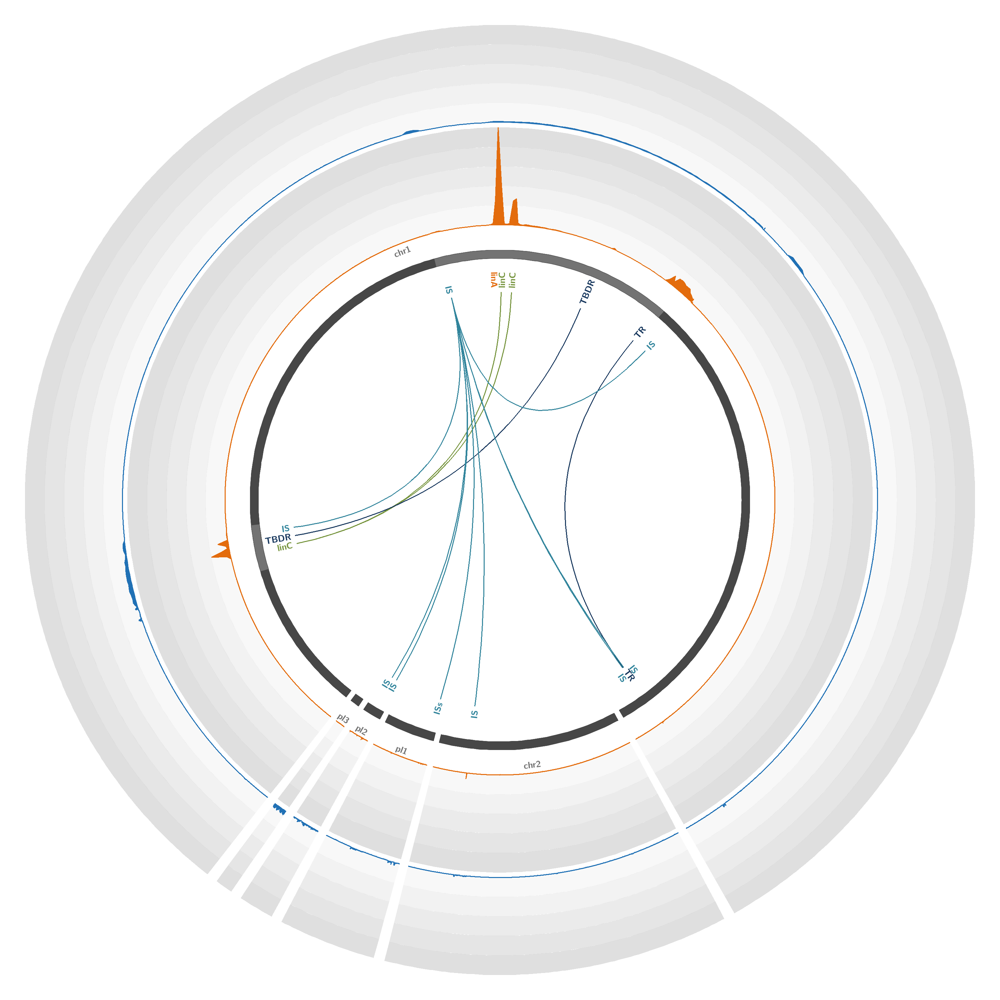 chr1
linA
linC
linC
IS
TBDR
TR
IS
IS
TBDR
linC
IS
IS
ISs
IS
IS
TR
IS
pl3
pl2
pl1
chr2